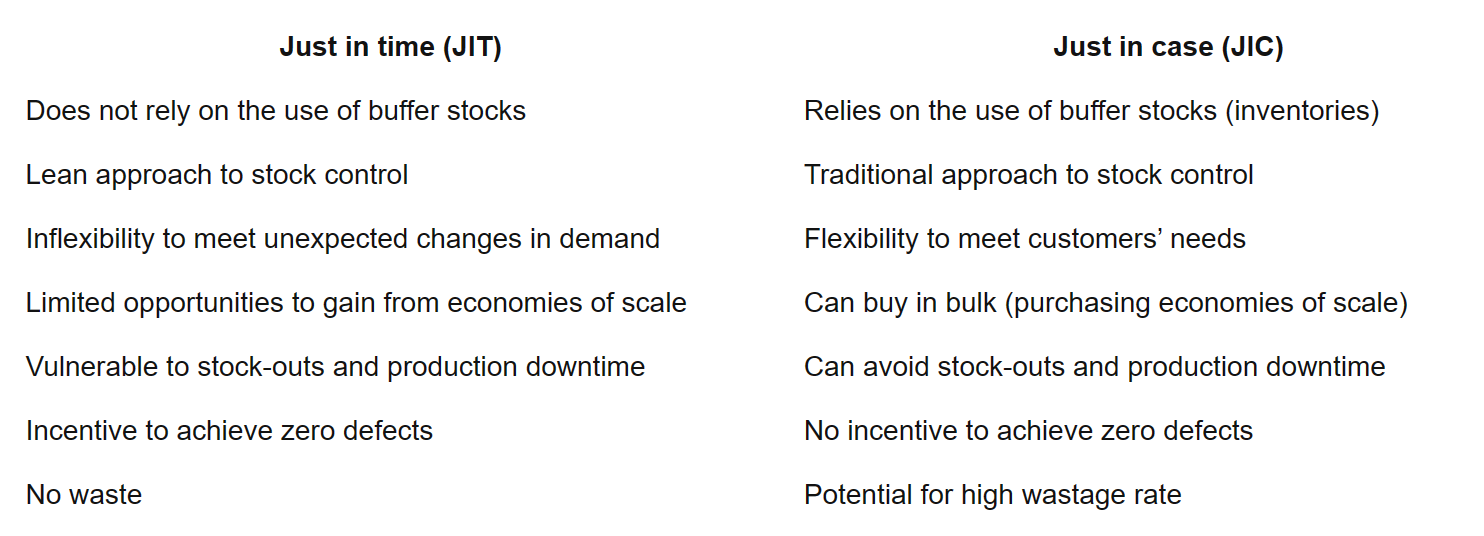 Just in time (JIT)
Just in case (JIC)
Does not rely on the use of buffer stocks
Relies on the use of buffer stocks (inventories)
Lean approach to stock control
Traditional approach to stock control
Inflexibility to meet unexpected changes in demand
Flexibility to meet customers’ needs
Limited opportunities to gain from economies of scale
Can buy in bulk (purchasing economies of scale)
Vulnerable to stock-outs and production downtime
Can avoid stock-outs and production downtime
Incentive to achieve zero defects
No incentive to achieve zero defects
No waste
Potential for high wastage rate